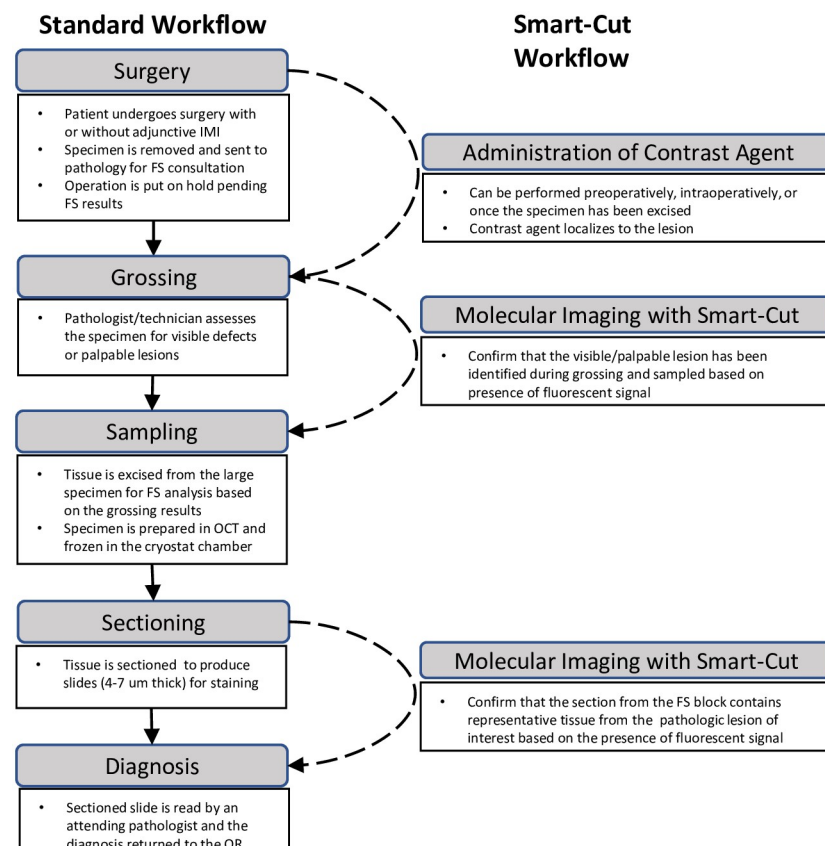 Standard Workflow
Smart-Cut
Workflow
Surgery
• Patient undergoes surgery with
or without adjunctive IMI
• Specimen is removed and sent to
pathology for FS consultation
• Operation is put on hold pending
FS results
Administration of Contrast Agent
• Can be performed preoperatively, intraoperatively, or
once the specimen has been excised
• Contrast agent localizes to the lesion
Grossing
• Pathologist/technician assesses
the specimen for visible defects
or palpable lesions
Molecular Imaging with Smart-Cut
• Confirm that the visible/palpable lesion has been
identified during grossing and sampled based on
presence of fluorescent signal
Sampling
• Tissue is excised from the large
specimen for FS analysis based
on the grossing results
• Specimen is prepared in OCT and
frozen in the cryostat chamber
Sectioning
• Tissue is sectioned to produce
slides (4-7 um thick) for staining
Molecular Imaging with Smart-Cut
• Confirm that the section from the FS block contains
representative tissue from the pathologic lesion of
interest based on the presence of fluorescent signal
Diagnosis
• Sectioned slide is read by an
attending pathologist and the
diagnosis returned to the OR